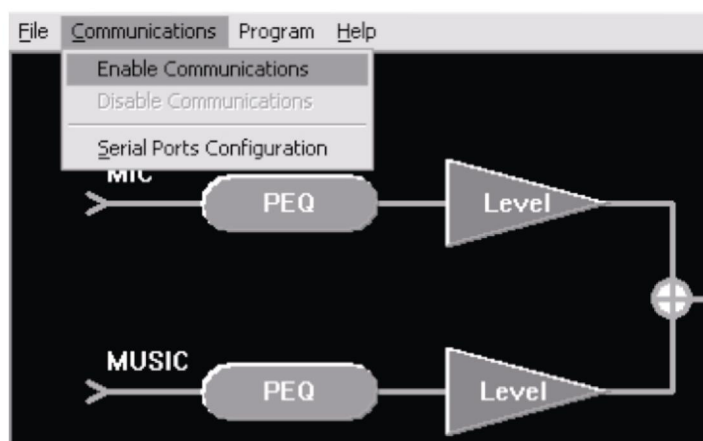 File Communications Program Help
Enable Communications
Disable Communications
Serial Ports Configuration
MIC
PEQ Level
MUSIC
PEQ Level